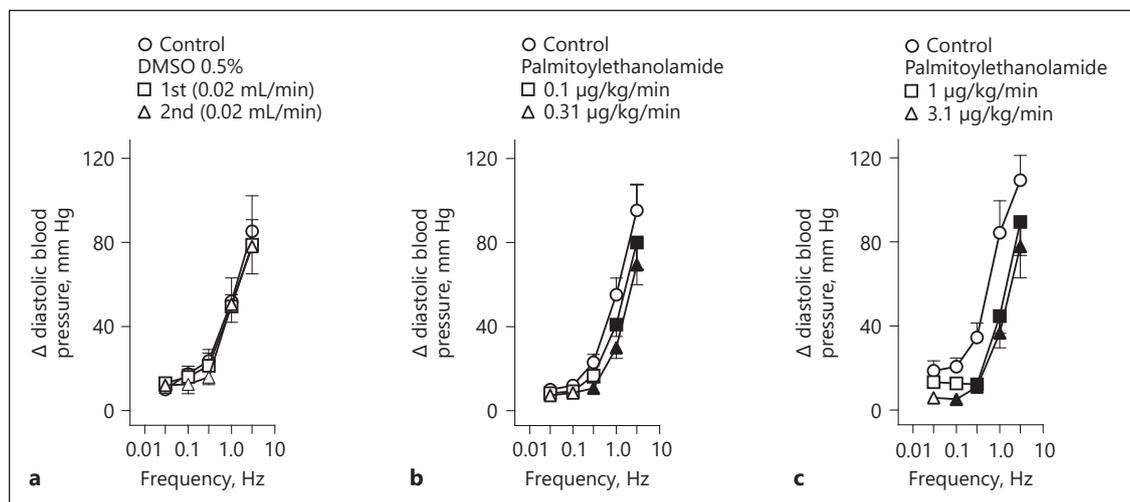 Control
DMSO 0.5%
1st (0.02 mL/min)
2nd (0.02 mL/min)
120
80
40
0
Δ diastolic blood
pressure, mm Hg
0.01 0.1 1.0 10
Frequency, Hz
a
Control
Palmitoylethanolamide
0.1 µg/kg/min
0.31 µg/kg/min
120
80
40
0
Δ diastolic blood
pressure, mm Hg
0.01 0.1 1.0 10
Frequency, Hz
b
Control
Palmitoylethanolamide
1 µg/kg/min
3.1 µg/kg/min
120
80
40
0
Δ diastolic blood
pressure, mm Hg
0.01 0.1 1.0 10
Frequency, Hz
c